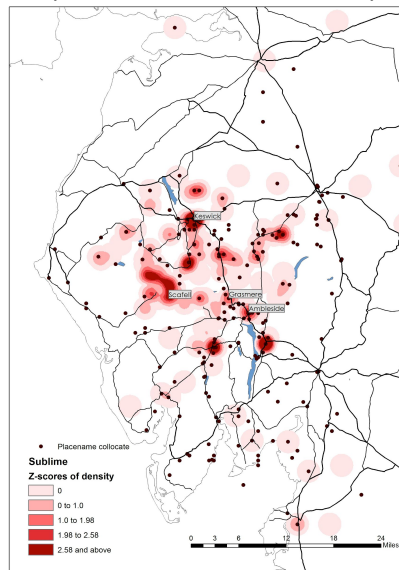 Keswick
Scafell
Grasmere
Ambleside
Placename collocate
Sublime
Z-scores of density
0
0 to 1.0
1.0 to 1.98
1.98 to 2.58
2.58 and above
0 3 6 12 18 24
Miles